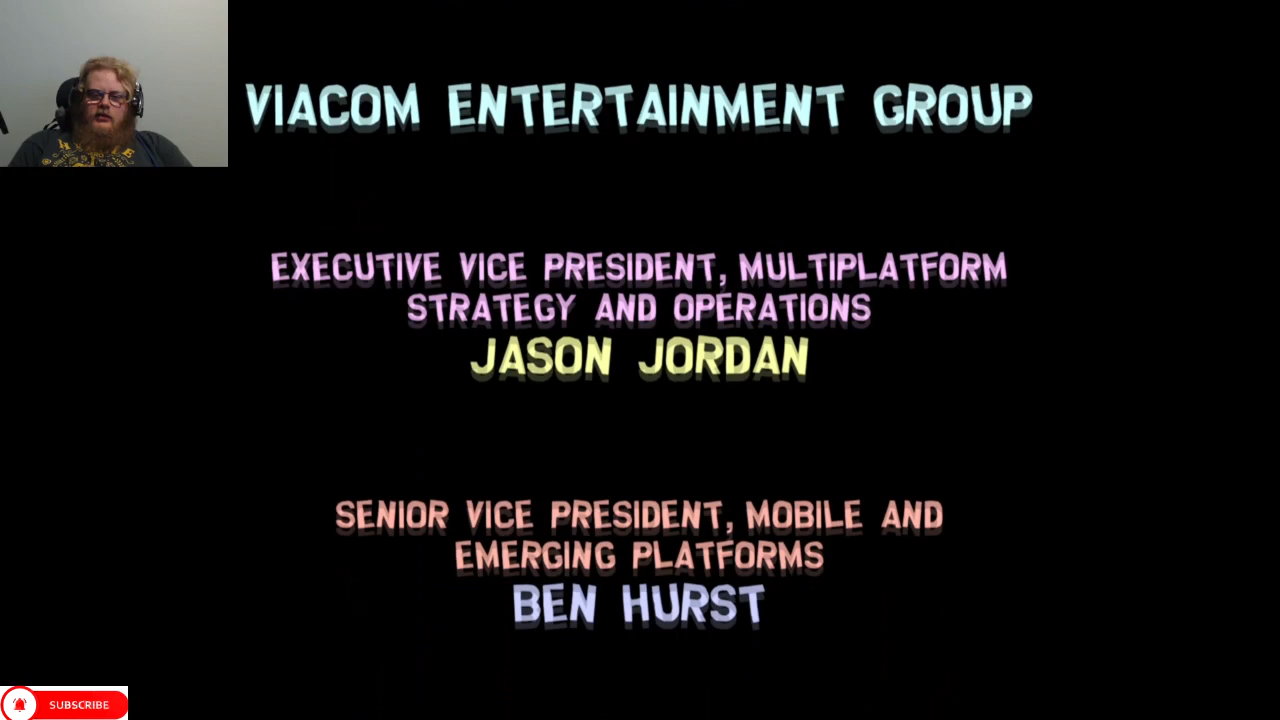 VIACOM ENTERTAINMENT GROUP
EXECUTIVE VICE PRESIDENT, MULTIPLATFORM
STRATEGY AND OPERATIONS
JASON JORDAN
SENIOR VICE PRESIDENT, MOBILE AND
EMERGING PLATFORMS
BEN HURST
SUBSCRIBE